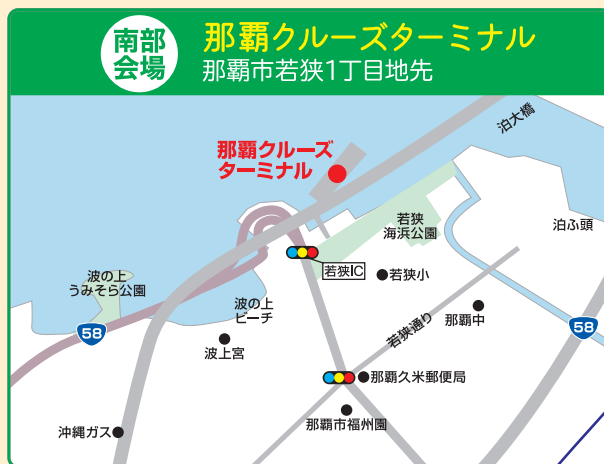 南部
会場
那覇クルーズターミナル
那覇市若狭1丁目地先
泊大橋
那覇クルーズ
ターミナル
若狭
海浜公園
泊ふ頭
若狭IC
若狭小
波の上
うみそら公園
波の上
ビーチ
58
波上宮
若狭通り
那覇中
58
那覇久米郵便局
那覇市福州園
沖縄ガス